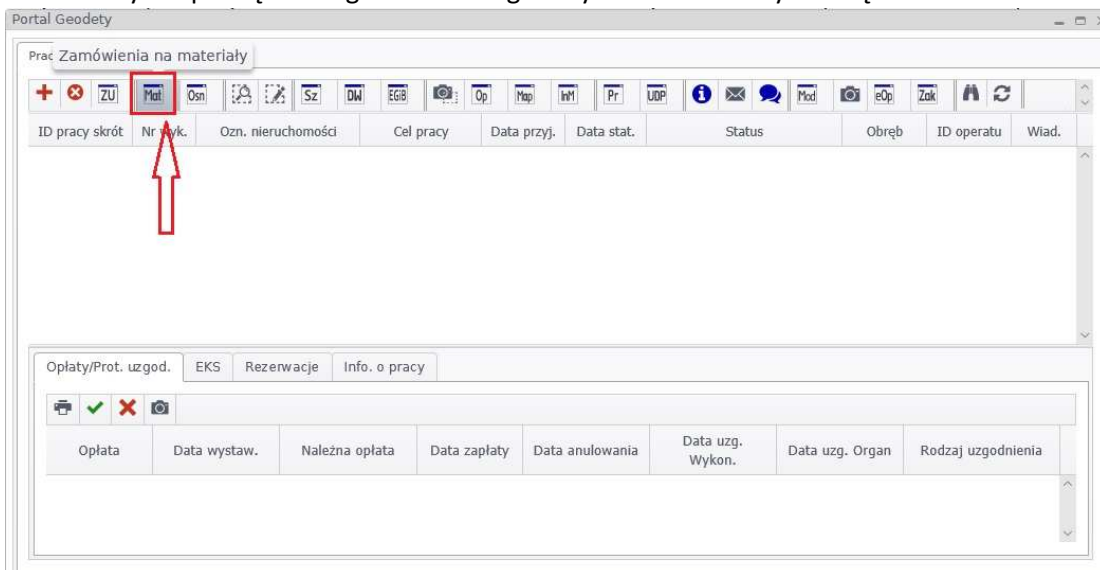 Portal Geodety
Prac Zamówienia na materiały
ZU Mat Osn Sz DW EGiB Op Map InM Pr UDP Mod eOp Zak
ID pracy skrót Nr wyk. Ozn. nieruchomości Cel pracy Data przyj. Data stat. Status Obręb ID operatu Wiad.
Opłaty/Prot. uzgod. EKS Rezerwacje Info. o pracy
Opłata Data wystaw. Należna opłata Data zapłaty Data anulowania Data uzg. Wykon. Data uzg. Organ Rodzaj uzgodnienia